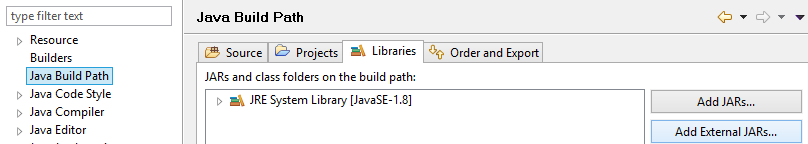 type filter text
Resource
Builders
Java Build Path
Java Code Style
Java Compiler
Java Editor
Java Build Path
Source
Projects
Libraries
Order and Export
JARs and class folders on the build path:
JRE System Library [JavaSE-1.8]
Add JARs...
Add External JARs...